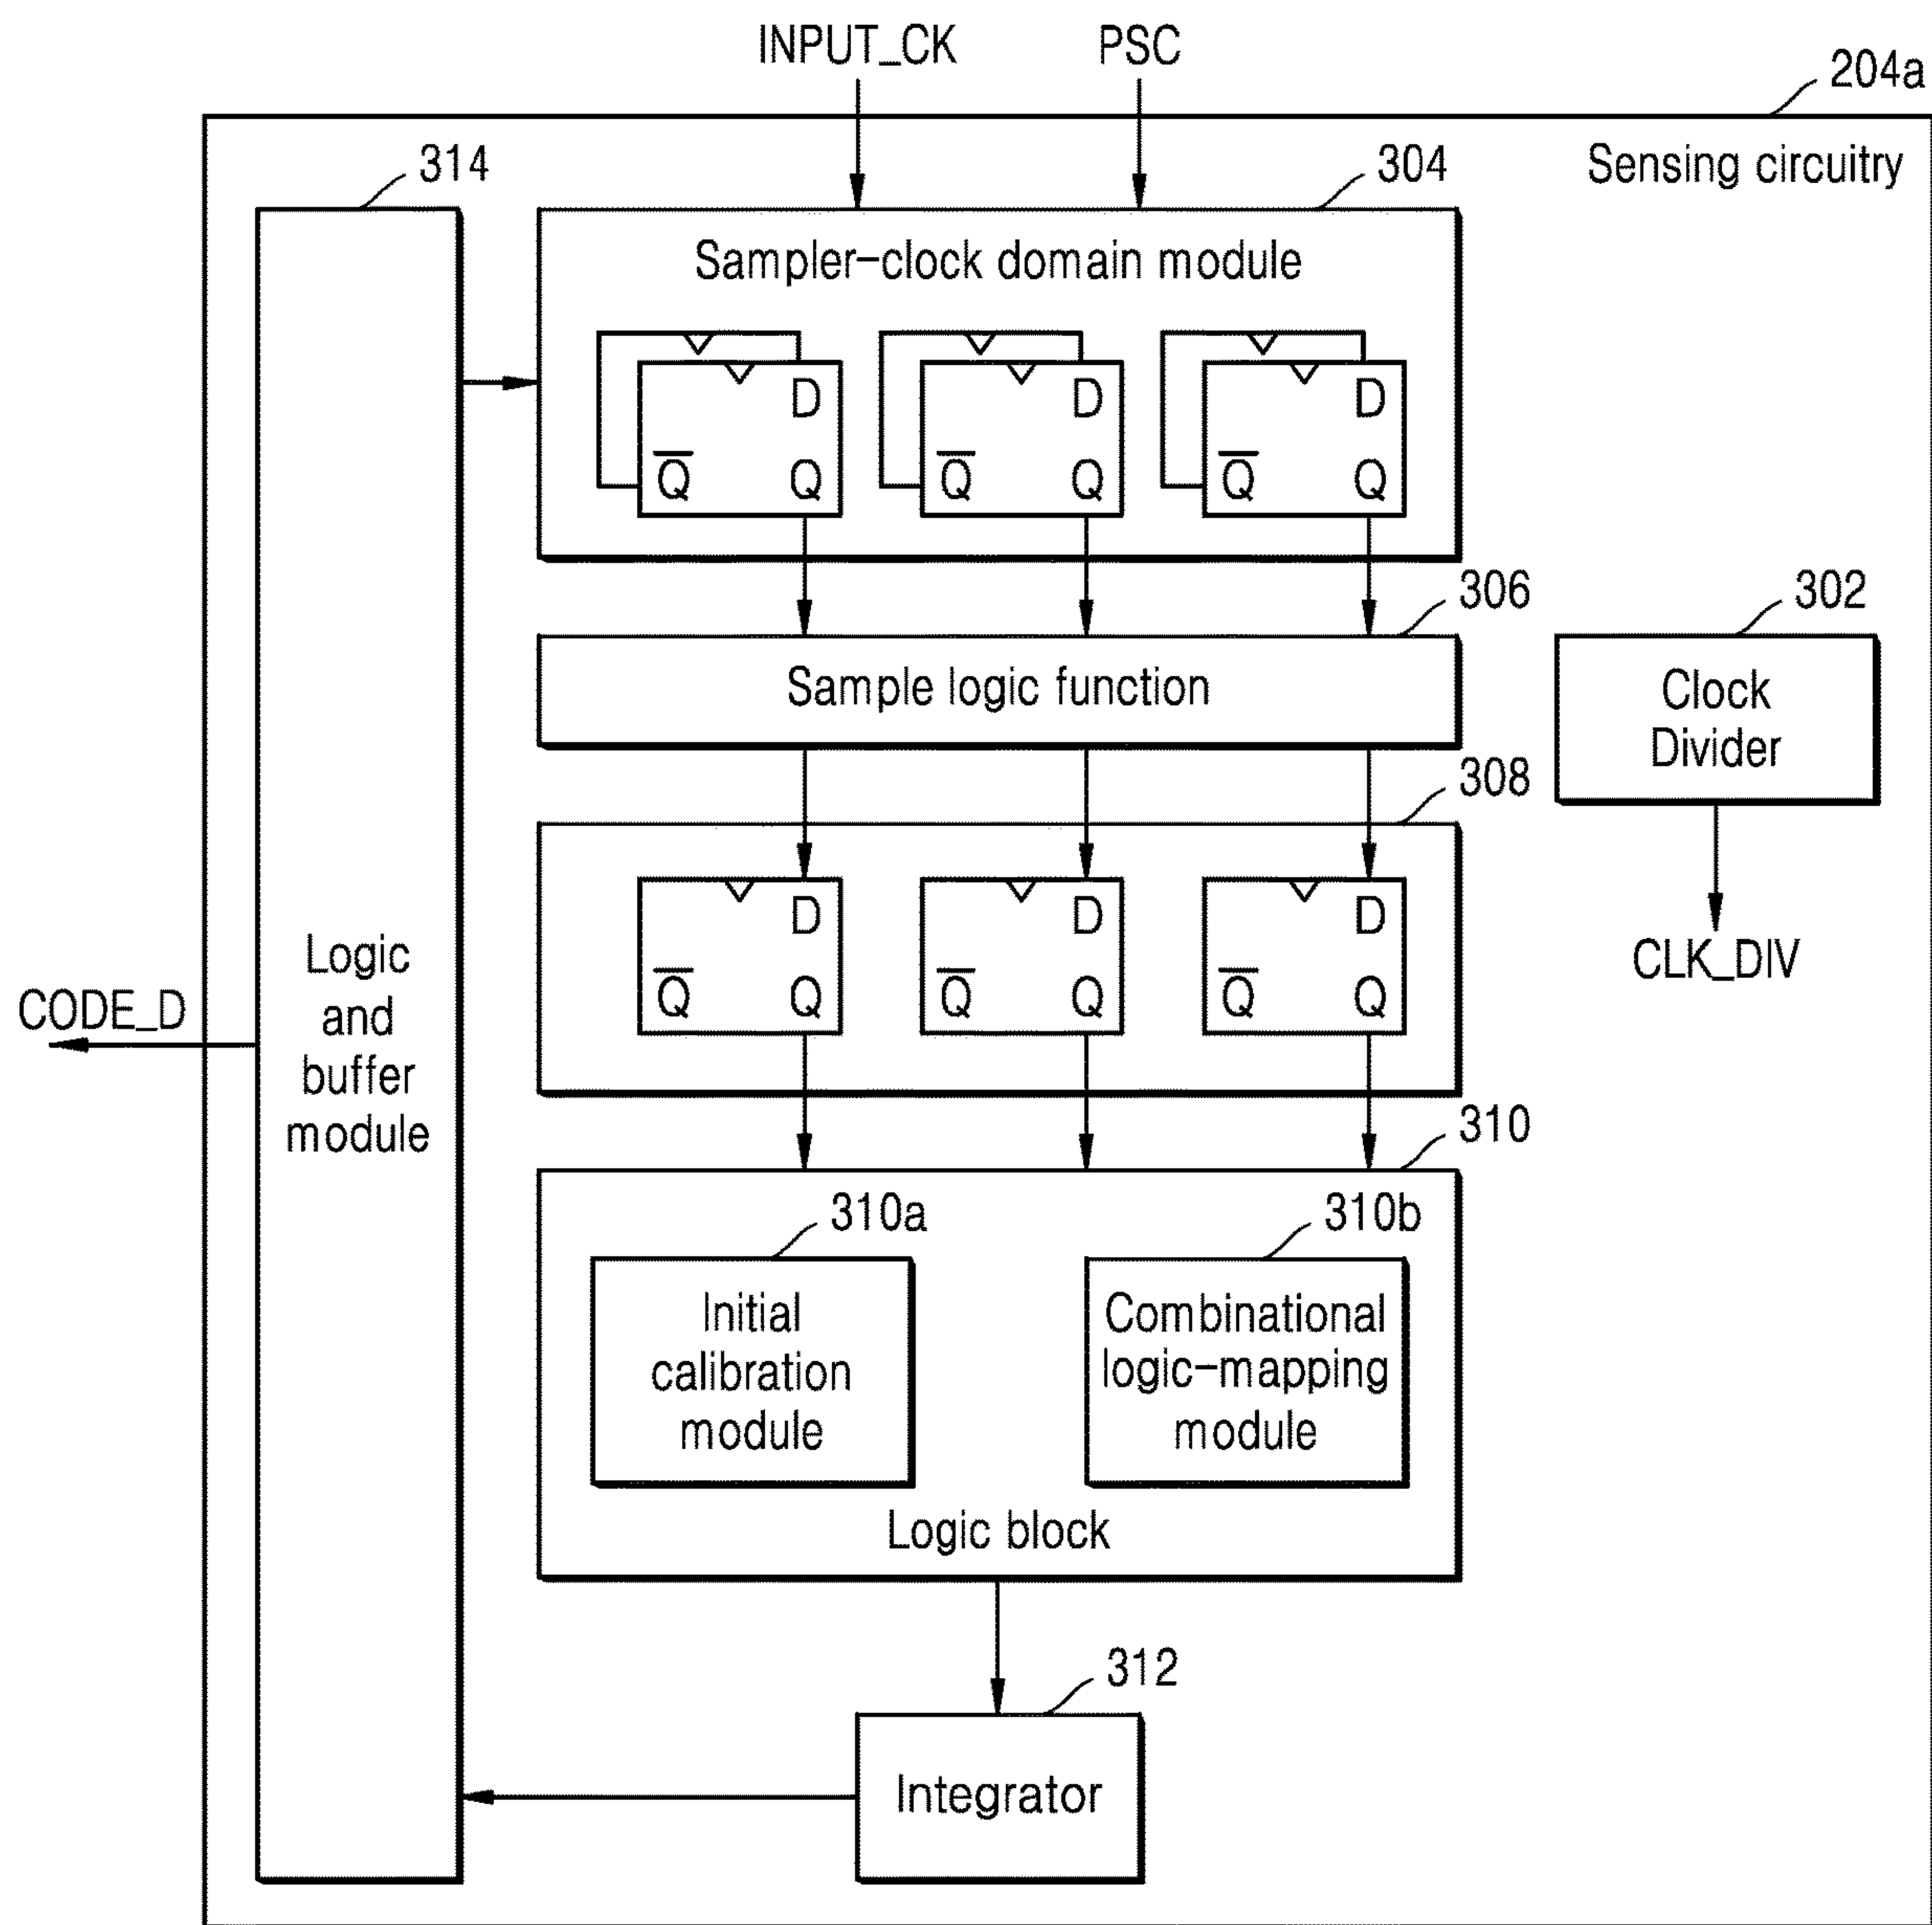 INPUT_CK PSC
204a
Sensing circuitry
314
304
Sampler-clock domain module
D D D
Q Q Q Q Q Q
306
Sample logic function
302
Clock
Divider
CLK_DIV
308
D D D
Q Q Q Q Q Q
Logic
and
buffer
module
CODE_D
310
310a
Initial
calibration
module
310b
Combinational
logic-mapping
module
Logic block
312
Integrator